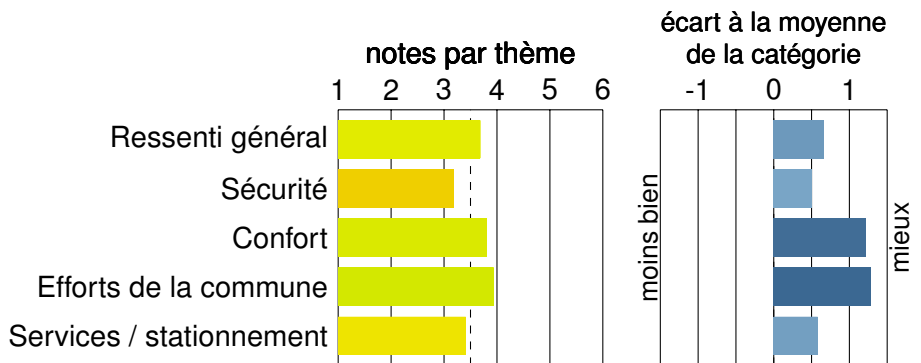 notes par thème
1 2 3 4 5 6
Ressenti général
Sécurité
Confort
Efforts de la commune
Services / stationnement
écart à la moyenne
de la catégorie
-1 0 1
moins bien
mieux